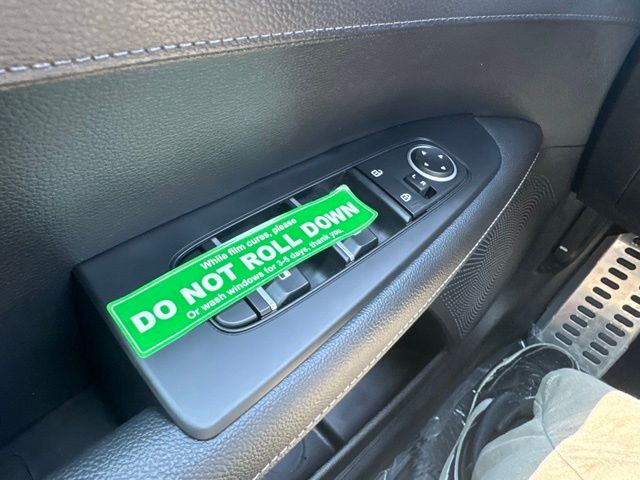 While film cures, please
DO NOT ROLL DOWN
Or wash windows for 3-5 days, thank you.